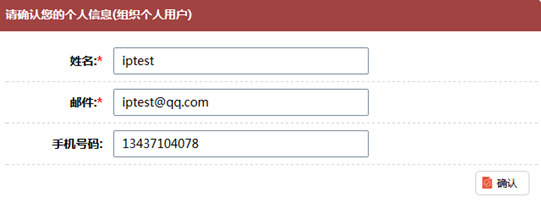 请确认您的个人信息(组织个人用户)
姓名:* iptest
邮件:* iptest@qq.com
手机号码: 13437104078
确认